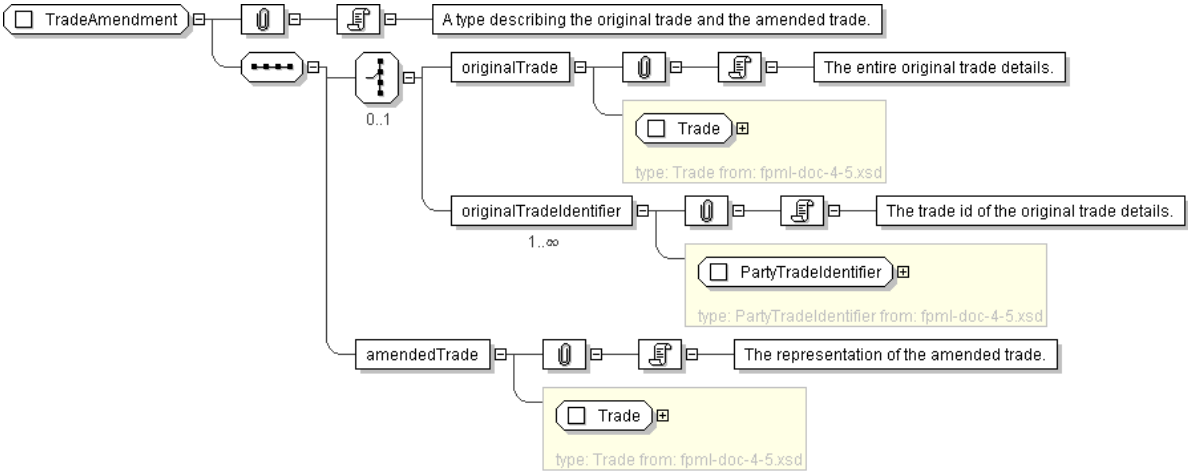 TradeAmendment
A type describing the original trade and the amended trade.
0..1
originalTrade
The entire original trade details.
Trade
type: Trade from: fpml-doc-4-5.xsd
originalTradeIdentifier
The trade id of the original trade details.
1..∞
PartyTradeIdentifier
type: PartyTradeIdentifier from: fpml-doc-4-5.xsd
amendedTrade
The representation of the amended trade.
Trade
type: Trade from: fpml-doc-4-5.xsd